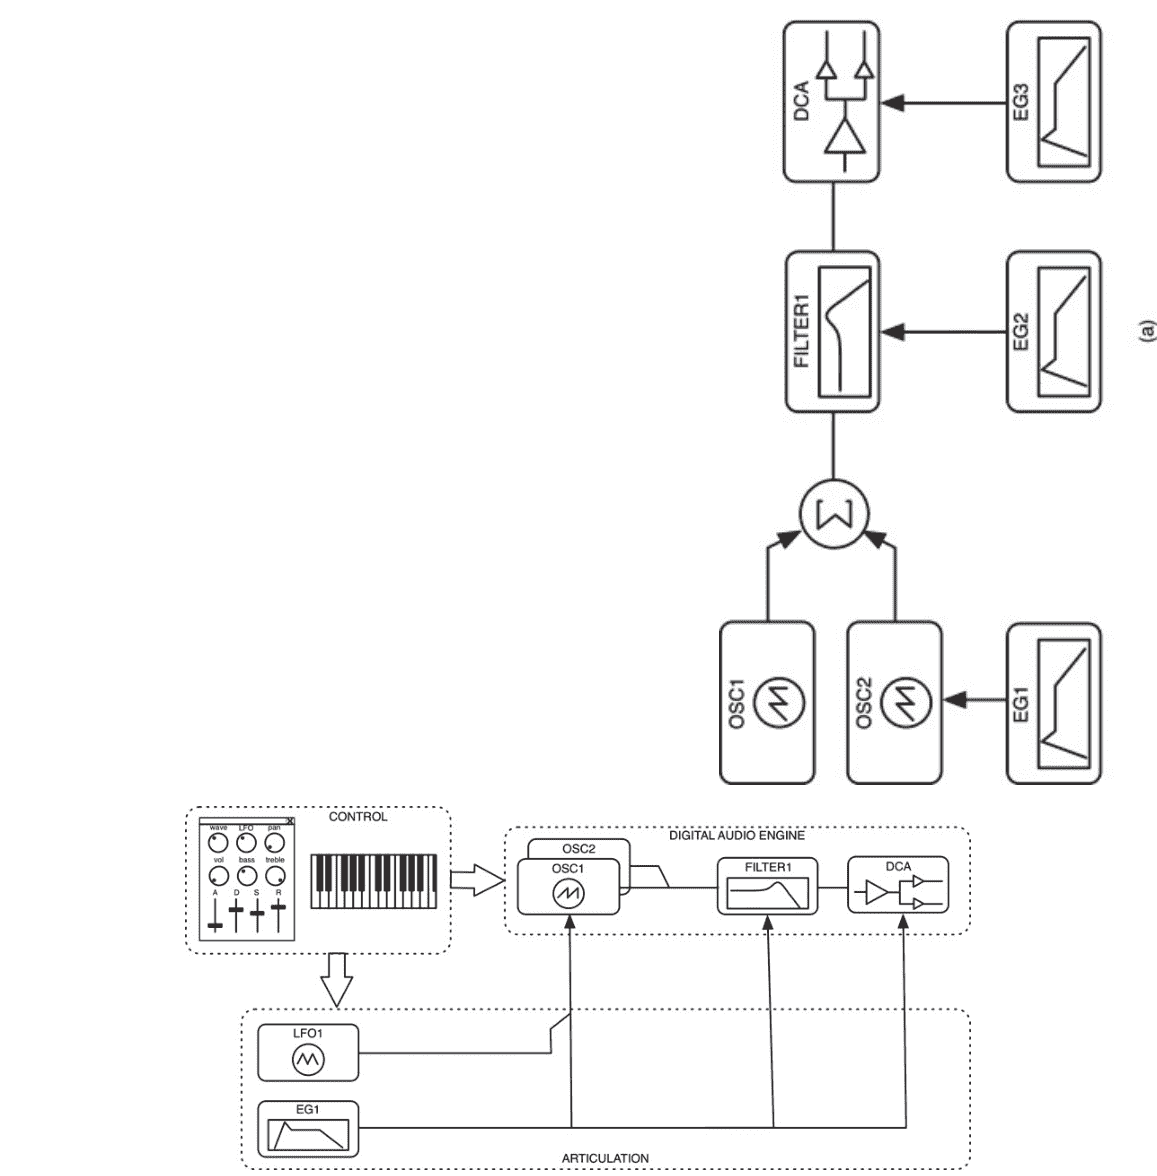 DCA
EG3
FILTER1
EG2
(a)
Σ
OSC1
OSC2
EG1
CONTROL
X
wave LFO pan
vol bass treble
A D S R
DIGITAL AUDIO ENGINE
OSC2
OSC1
FILTER1
DCA
LFO1
EG1
ARTICULATION